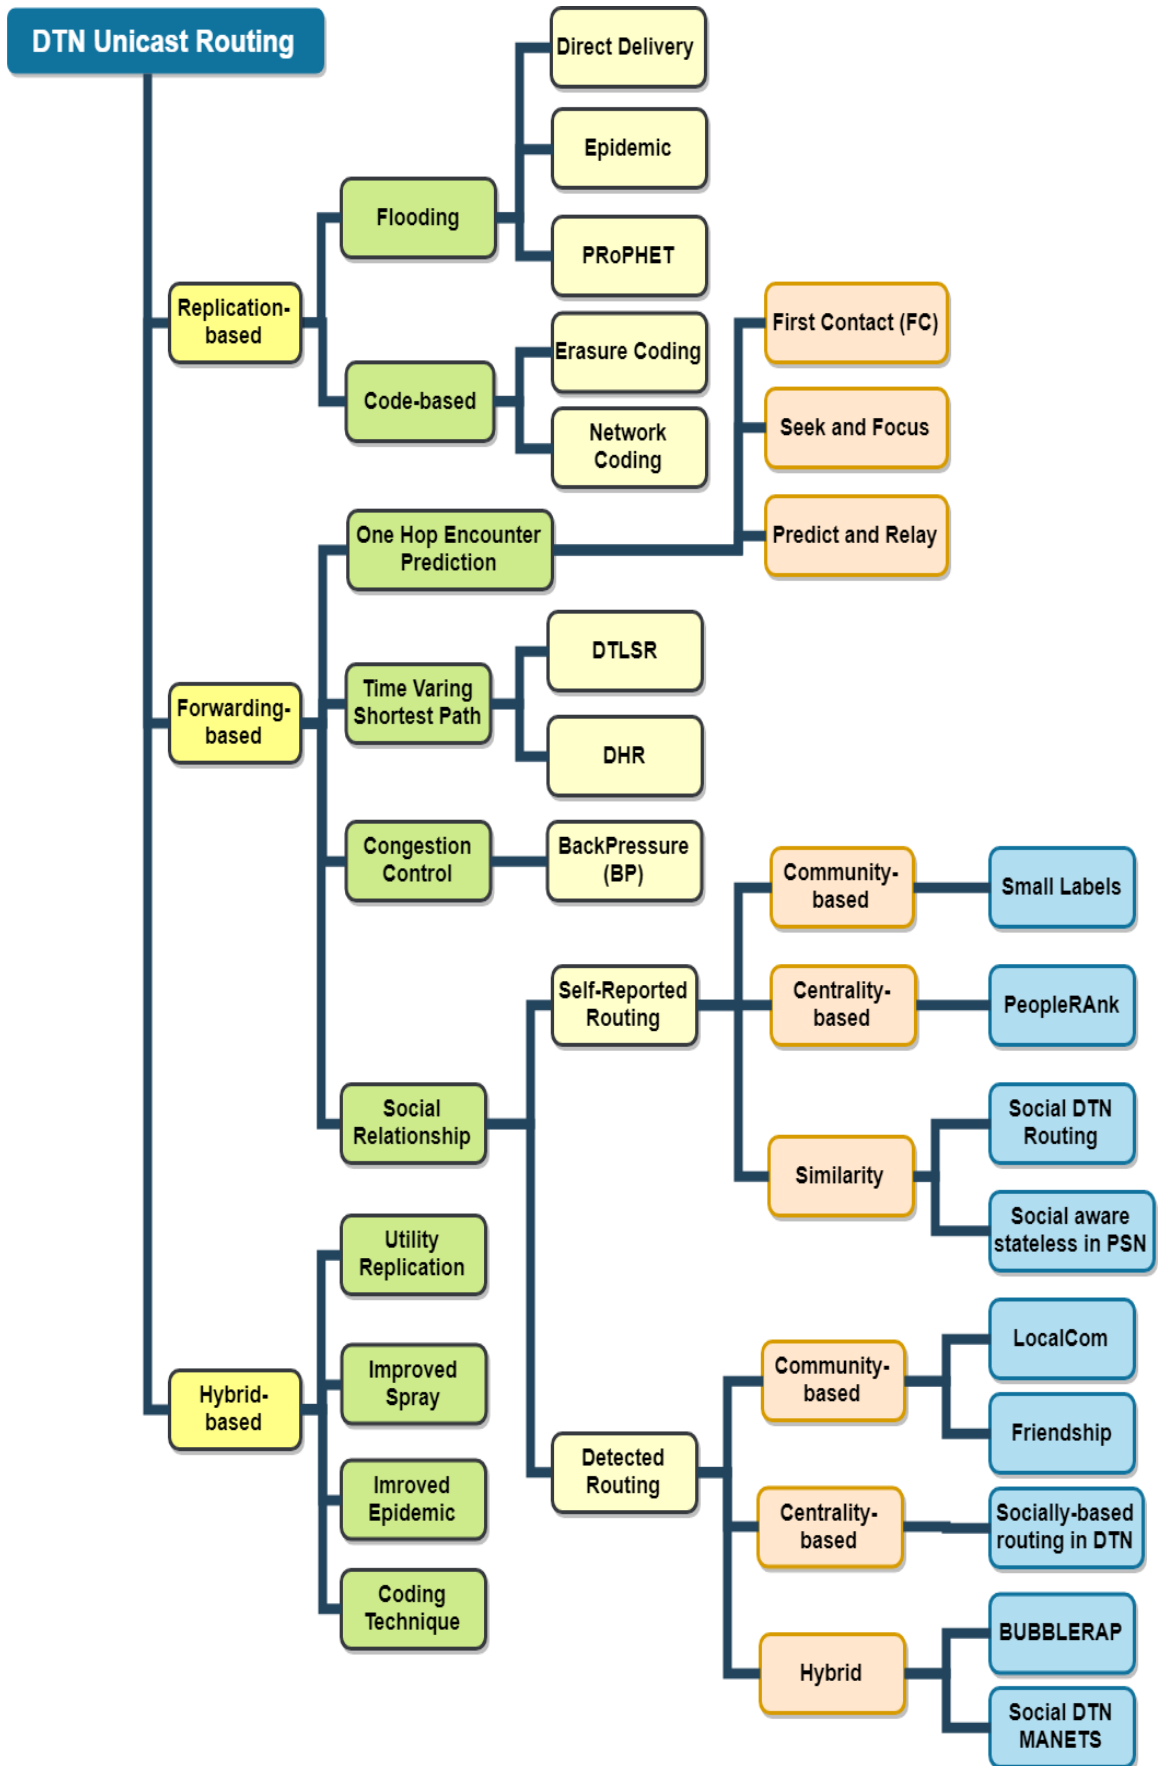 DTN Unicast Routing
Replication-
based
Flooding
Direct Delivery
Epidemic
PRoPHET
Code-based
Erasure Coding
Network
Coding
Forwarding-
based
One Hop Encounter
Prediction
First Contact (FC)
Seek and Focus
Predict and Relay
Time Varing
Shortest Path
DTLSR
DHR
Congestion
Control
BackPressure
(BP)
Social
Relationship
Self-Reported
Routing
Community-
based
Small Labels
Centrality-
based
PeopleRAnk
Similarity
Social DTN
Routing
Social aware
stateless in PSN
Detected
Routing
Community-
based
LocalCom
Friendship
Centrality-
based
Socially-based
routing in DTN
Hybrid
BUBBLERAP
Social DTN
MANETS
Hybrid-
based
Utility
Replication
Improved
Spray
Imroved
Epidemic
Coding
Technique